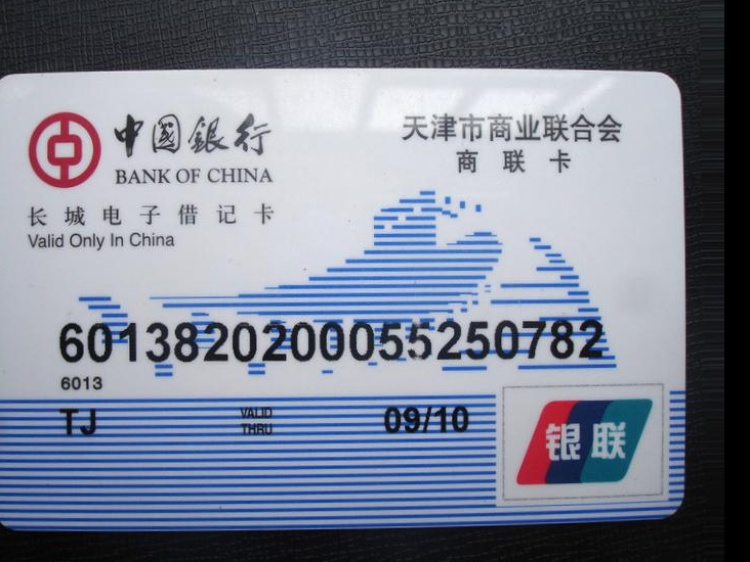 中国銀行
BANK OF CHINA
天津市商业联合会
商联卡
长城电子借记卡
Valid Only In China
6013820200055250782
6013
TJ VALID THRU 09/10
银联